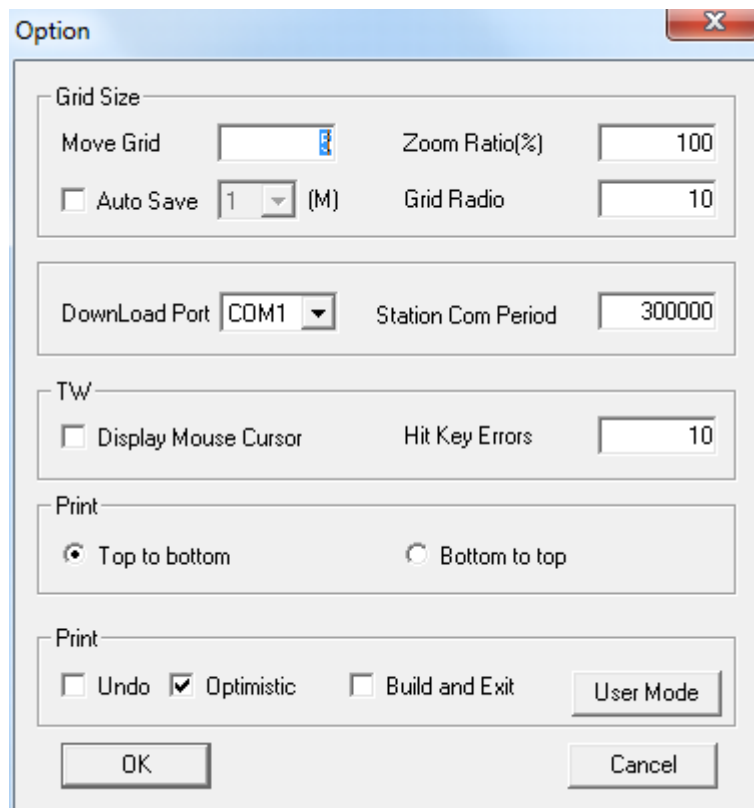 Option
Grid Size
Move Grid Zoom Ratio(%) 100
Auto Save 1 (M) Grid Radio 10
DownLoad Port COM1 Station Com Period 300000
TW
Display Mouse Cursor Hit Key Errors 10
Print
Top to bottom Bottom to top
Print
Undo Optimistic Build and Exit User Mode
OK Cancel